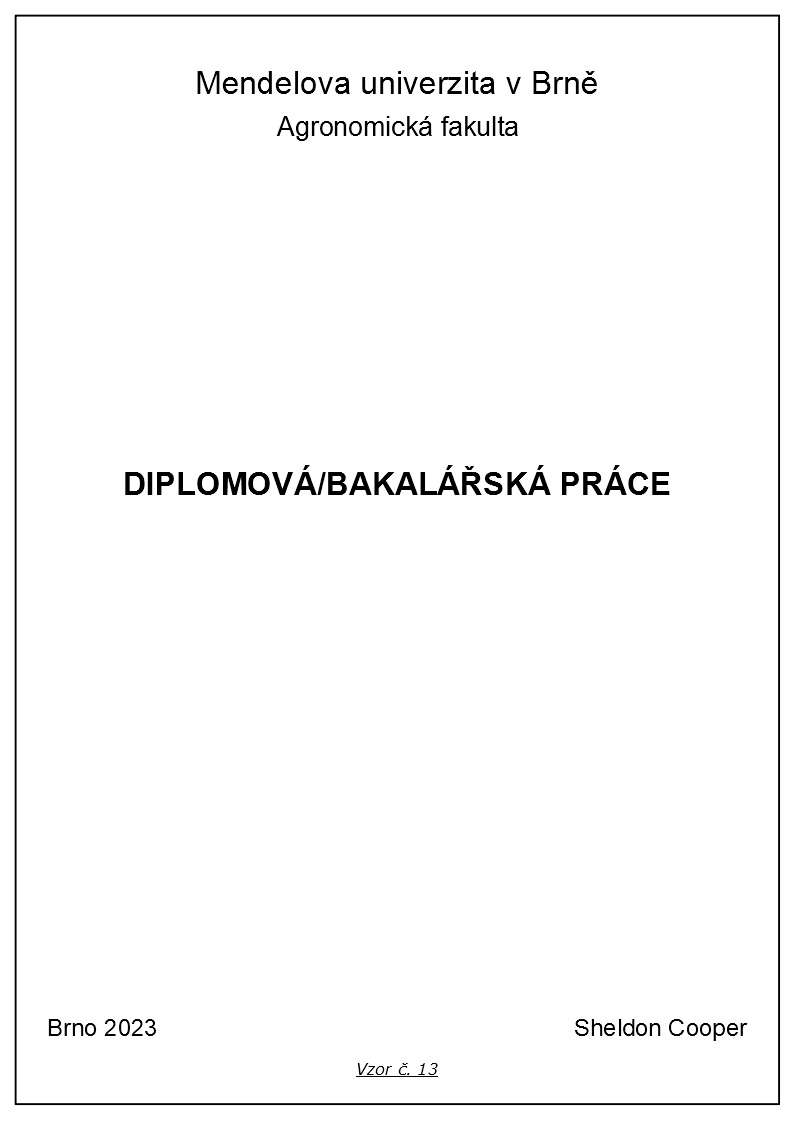 Mendelova univerzita v Brně
Agronomická fakulta
DIPLOMOVÁ/BAKALÁŘSKÁ PRÁCE
Brno 2023
Sheldon Cooper
Vzor č. 13